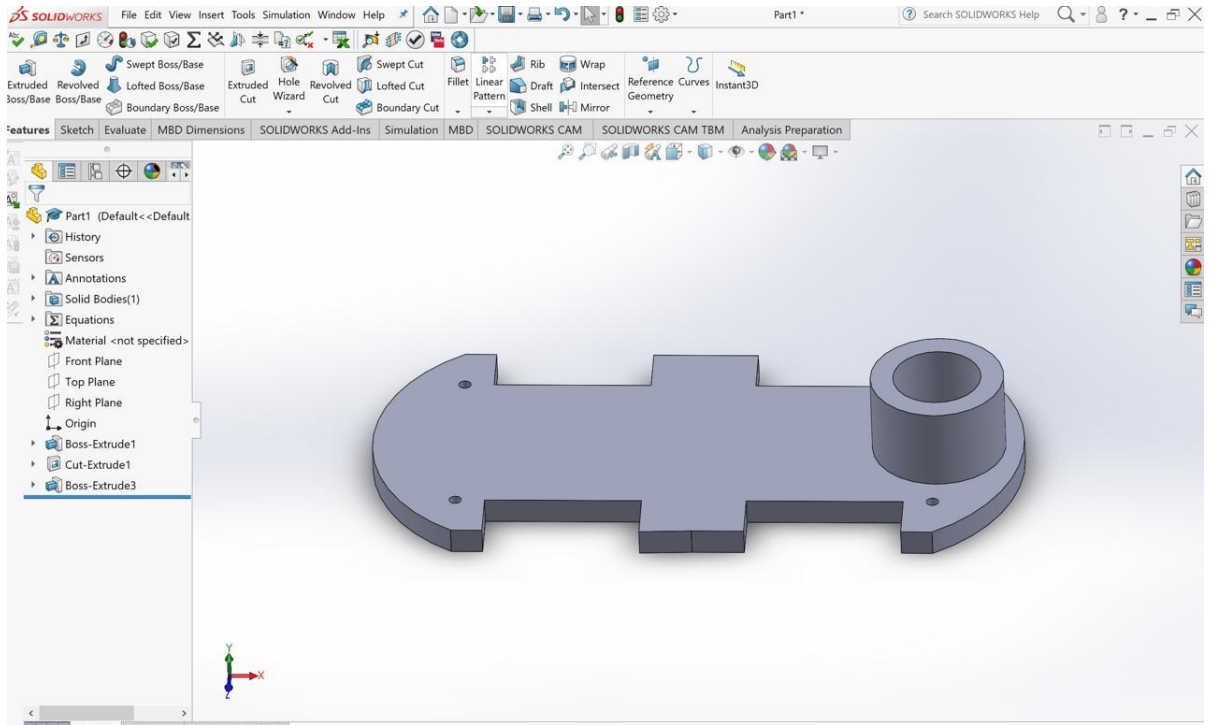 SOLIDWORKS File Edit View Insert Tools Simulation Window Help Part1 * Search SOLIDWORKS Help
Extruded Boss/Base
Revolved Boss/Base
Swept Boss/Base
Lofted Boss/Base
Boundary Boss/Base
Extruded Cut
Hole Wizard
Revolved Cut
Swept Cut
Lofted Cut
Boundary Cut
Fillet
Linear Pattern
Rib
Draft
Shell
Wrap
Intersect
Mirror
Reference Geometry
Curves
Instant3D
Features Sketch Evaluate MBD Dimensions SOLIDWORKS Add-Ins Simulation MBD SOLIDWORKS CAM SOLIDWORKS CAM TBM Analysis Preparation
Part1 (Default<<Default
History
Sensors
Annotations
Solid Bodies(1)
Equations
Material <not specified>
Front Plane
Top Plane
Right Plane
Origin
Boss-Extrude1
Cut-Extrude1
Boss-Extrude3
Y
X
Z